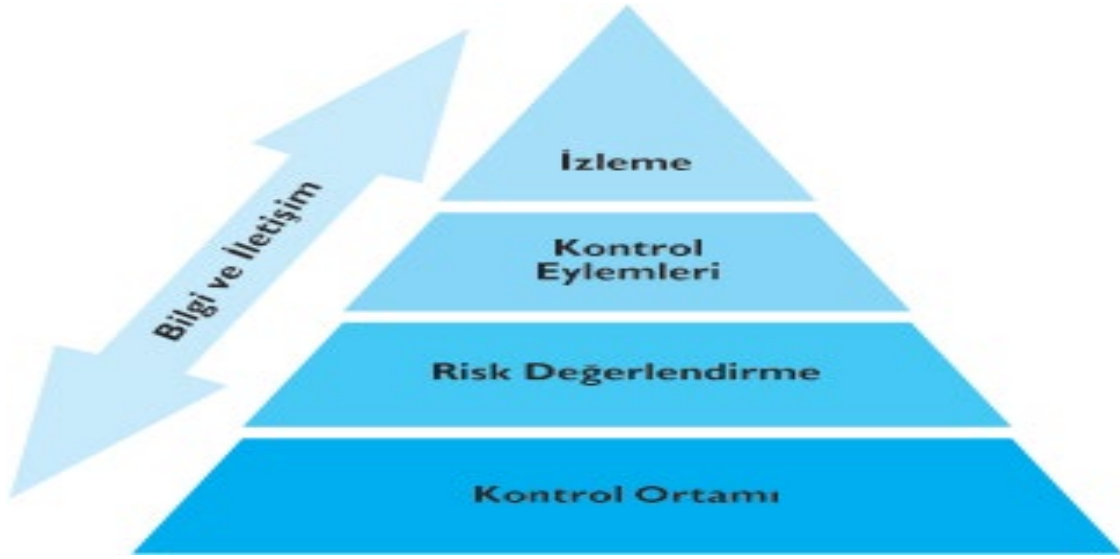 İzleme
Kontrol
Eylemleri
Risk Değerlendirme
Kontrol Ortamı
Bilgi ve İletişim